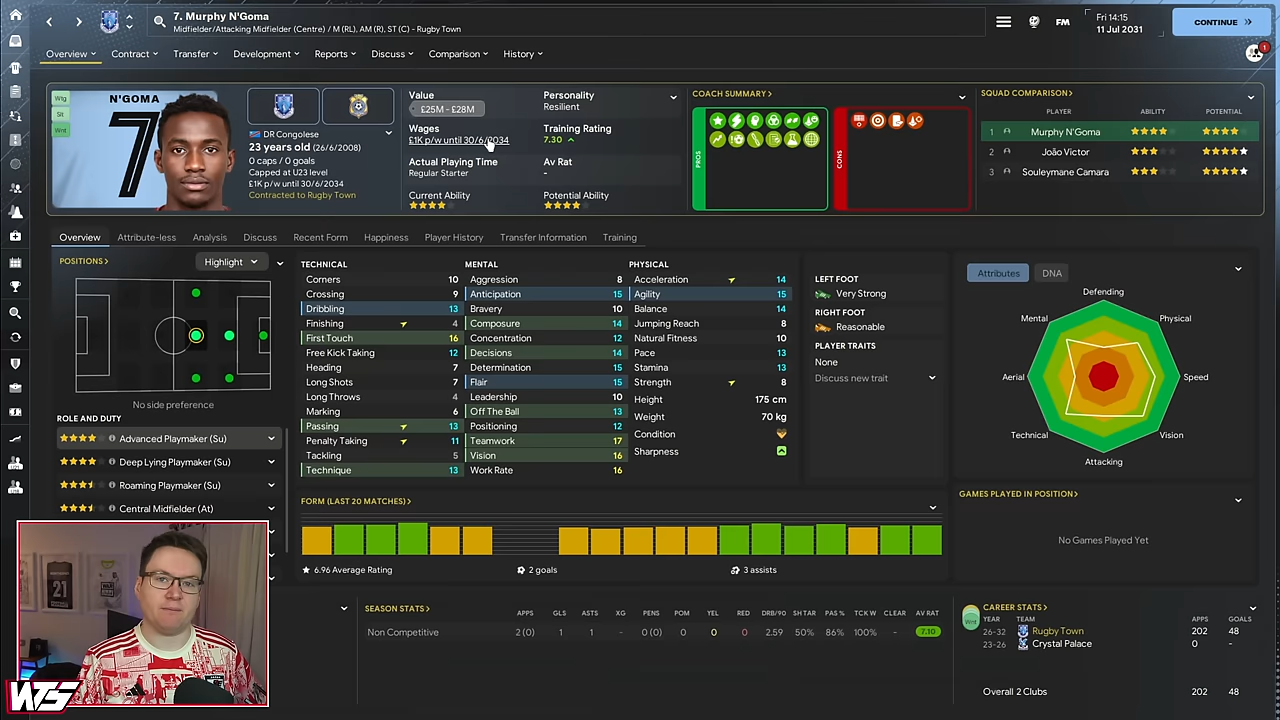 7. Murphy N'Goma
Midfielder/Attacking Midfielder (Centre) / M (RL), AM (R), ST (C) - Rugby Town
FM
Fri 14:15
11 Jul 2031
CONTINUE
Overview
Contract
Transfer
Development
Reports
Discuss
Comparison
History
1
Wtg
Slt
Wnt
N'GOMA
7
DR Congolese
23 years old (26/6/2008)
0 caps / 0 goals
Capped at U23 level
£1K p/w until 30/6/2034
Contracted to Rugby Town
Value
£25M - £28M
Wages
£1K p/w until 30/6/2034
Actual Playing Time
Regular Starter
Current Ability
Personality
Resilient
Training Rating
7.30
Av Rat
-
Potential Ability
COACH SUMMARY >
PROS
CONS
SQUAD COMPARISON >
PLAYER ABILITY POTENTIAL
1 Murphy N'Goma
2 João Victor
3 Souleymane Camara
Overview
Attribute-less
Analysis
Discuss
Recent Form
Happiness
Player History
Transfer Information
Training
POSITIONS >
Highlight
No side preference
ROLE AND DUTY
Advanced Playmaker (Su)
Deep Lying Playmaker (Su)
Roaming Playmaker (Su)
Central Midfielder (At)
TECHNICAL
Corners 10
Crossing 9
Dribbling 13
Finishing 4
First Touch 16
Free Kick Taking 12
Heading 7
Long Shots 7
Long Throws 4
Marking 6
Passing 13
Penalty Taking 11
Tackling 5
Technique 13
MENTAL
Aggression 8
Anticipation 15
Bravery 10
Composure 14
Concentration 12
Decisions 14
Determination 15
Flair 15
Leadership 10
Off The Ball 13
Positioning 12
Teamwork 17
Vision 16
Work Rate 16
PHYSICAL
Acceleration 14
Agility 15
Balance 14
Jumping Reach 8
Natural Fitness 10
Pace 13
Stamina 13
Strength 8
Height 175 cm
Weight 70 kg
Condition
Sharpness
LEFT FOOT
Very Strong
RIGHT FOOT
Reasonable
PLAYER TRAITS
None
Discuss new trait
Attributes
DNA
Defending
Physical
Speed
Vision
Attacking
Technical
Aerial
Mental
FORM (LAST 20 MATCHES) >
6.96 Average Rating
2 goals
3 assists
GAMES PLAYED IN POSITION >
No Games Played Yet
SEASON STATS >
APPS GLS ASTS XG PENS POM YEL RED DRB/90 SH TAR PAS % TCK W CLEAR AV RAT
Non Competitive 2 (0) 1 1 - 0 (0) 0 0 0 2.59 50% 86% 100% - 7.10
Wnt
CAREER STATS >
YEAR TEAM APPS GOALS
26-32 Rugby Town 202 48
23-26 Crystal Palace 0 -
Overall 2 Clubs 202 48
21
WTS